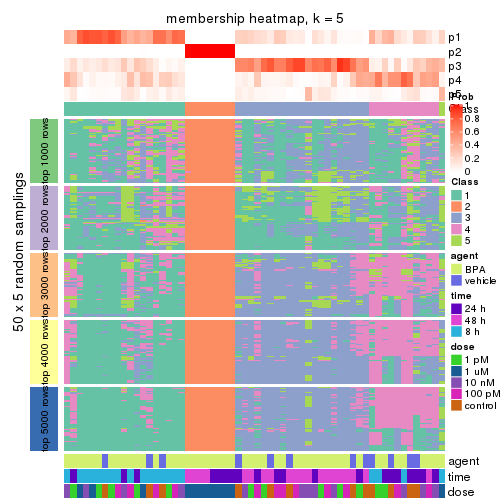 membership heatmap, k = 5
p1
p2
p3
p4
p5
Prob
1
0.8
0.6
0.4
0.2
0
Class
Class
1
2
3
4
5
agent
BPA
vehicle
time
24 h
48 h
8 h
dose
1 pM
1 uM
10 nM
100 pM
control
50 x 5 random samplings
top 1000 rows
top 2000 rows
top 3000 rows
top 4000 rows
top 5000 rows
agent
time
dose